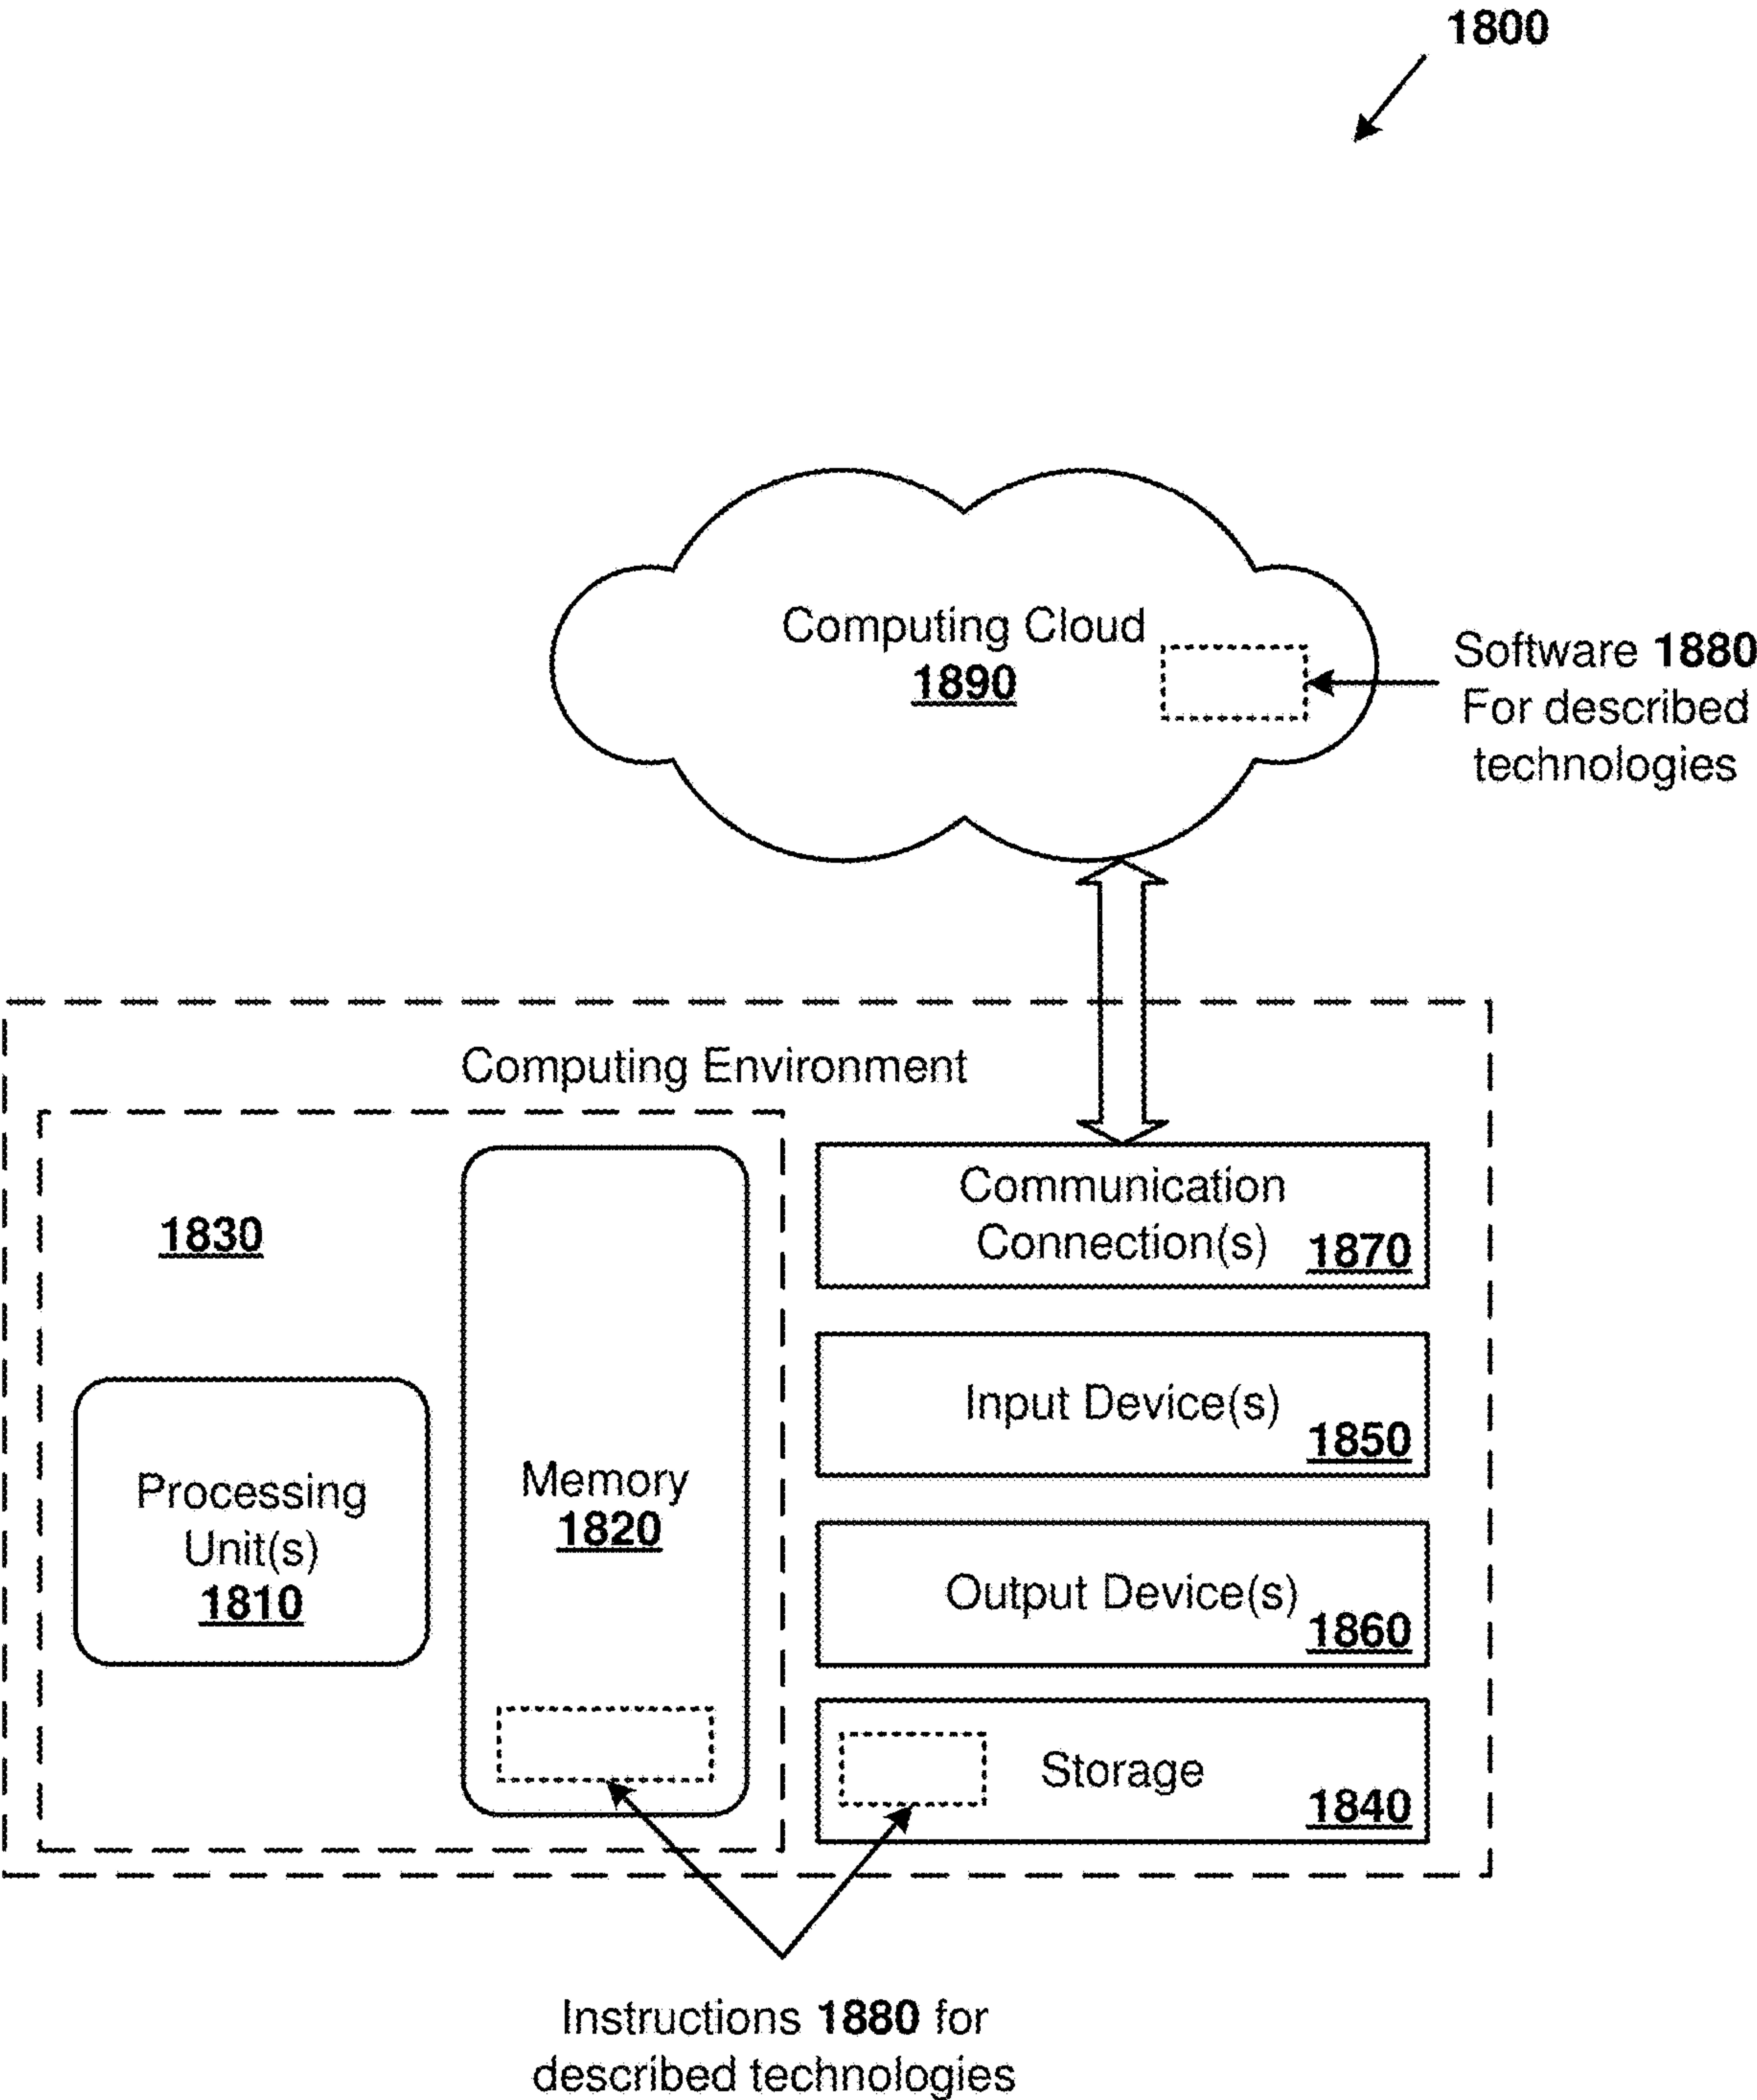 1800
Computing Cloud
1890
Software 1880
For described
technologies
Computing Environment
1830
Processing
Unit(s)
1810
Memory
1820
Communication
Connection(s)
1870
Input Device(s)
1850
Output Device(s)
1860
Storage
1840
Instructions 1880 for
described technologies